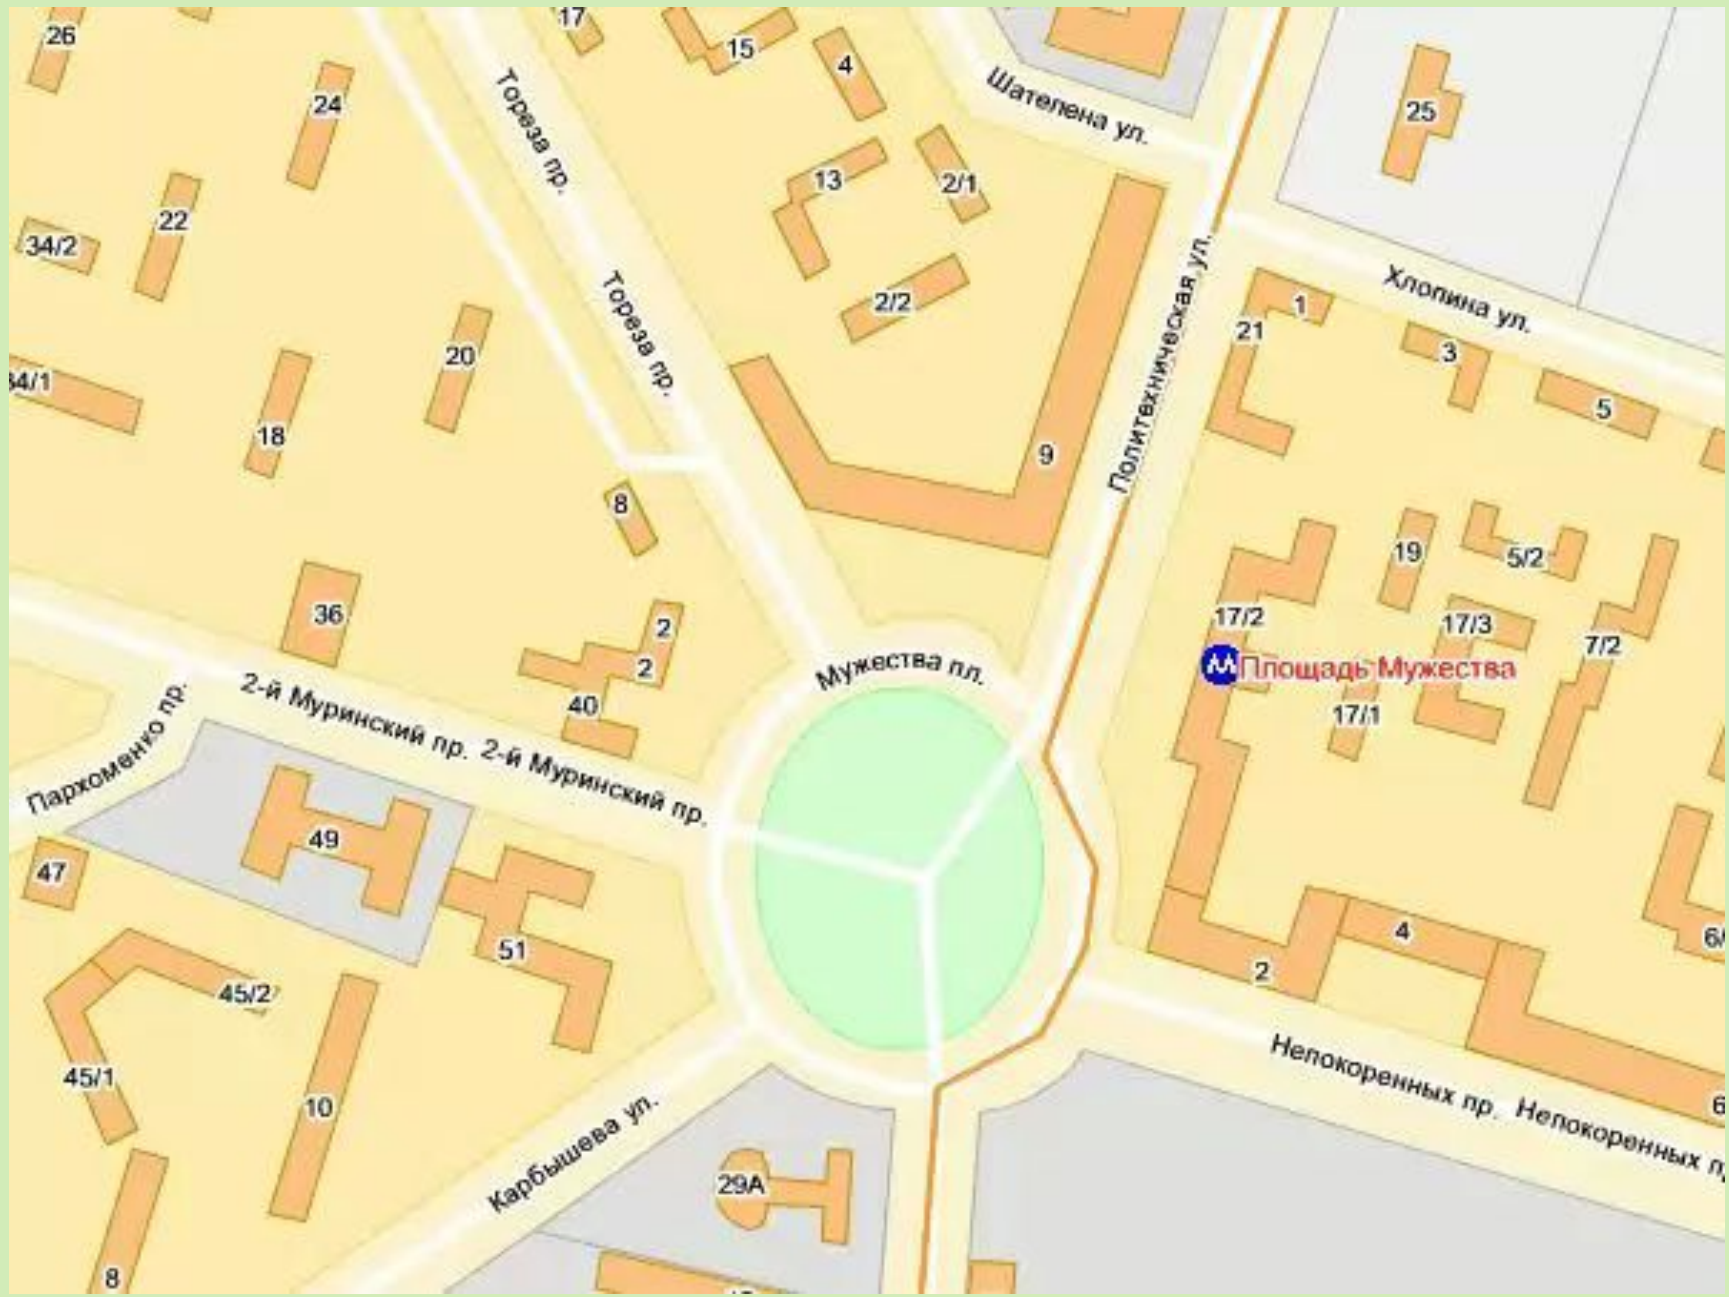 17
26
15
4
Шателена ул.
24
Тореза пр.
25
13
2/1
22
34/2
2/2
Политехническая ул.
Хлопина ул.
1
21
Тореза пр.
3
20
34/1
5
18
9
8
19
5/2
36
2
17/2
17/3
7/2
2
Мужества пл.
Площадь Мужества
40
17/1
2-й Муринский пр.
2-й Муринский пр.
Пархоменко пр.
49
47
4
6/
51
2
45/2
Непокоренных пр.
Непокоренных п
45/1
10
6
Карбышева ул.
29А
8